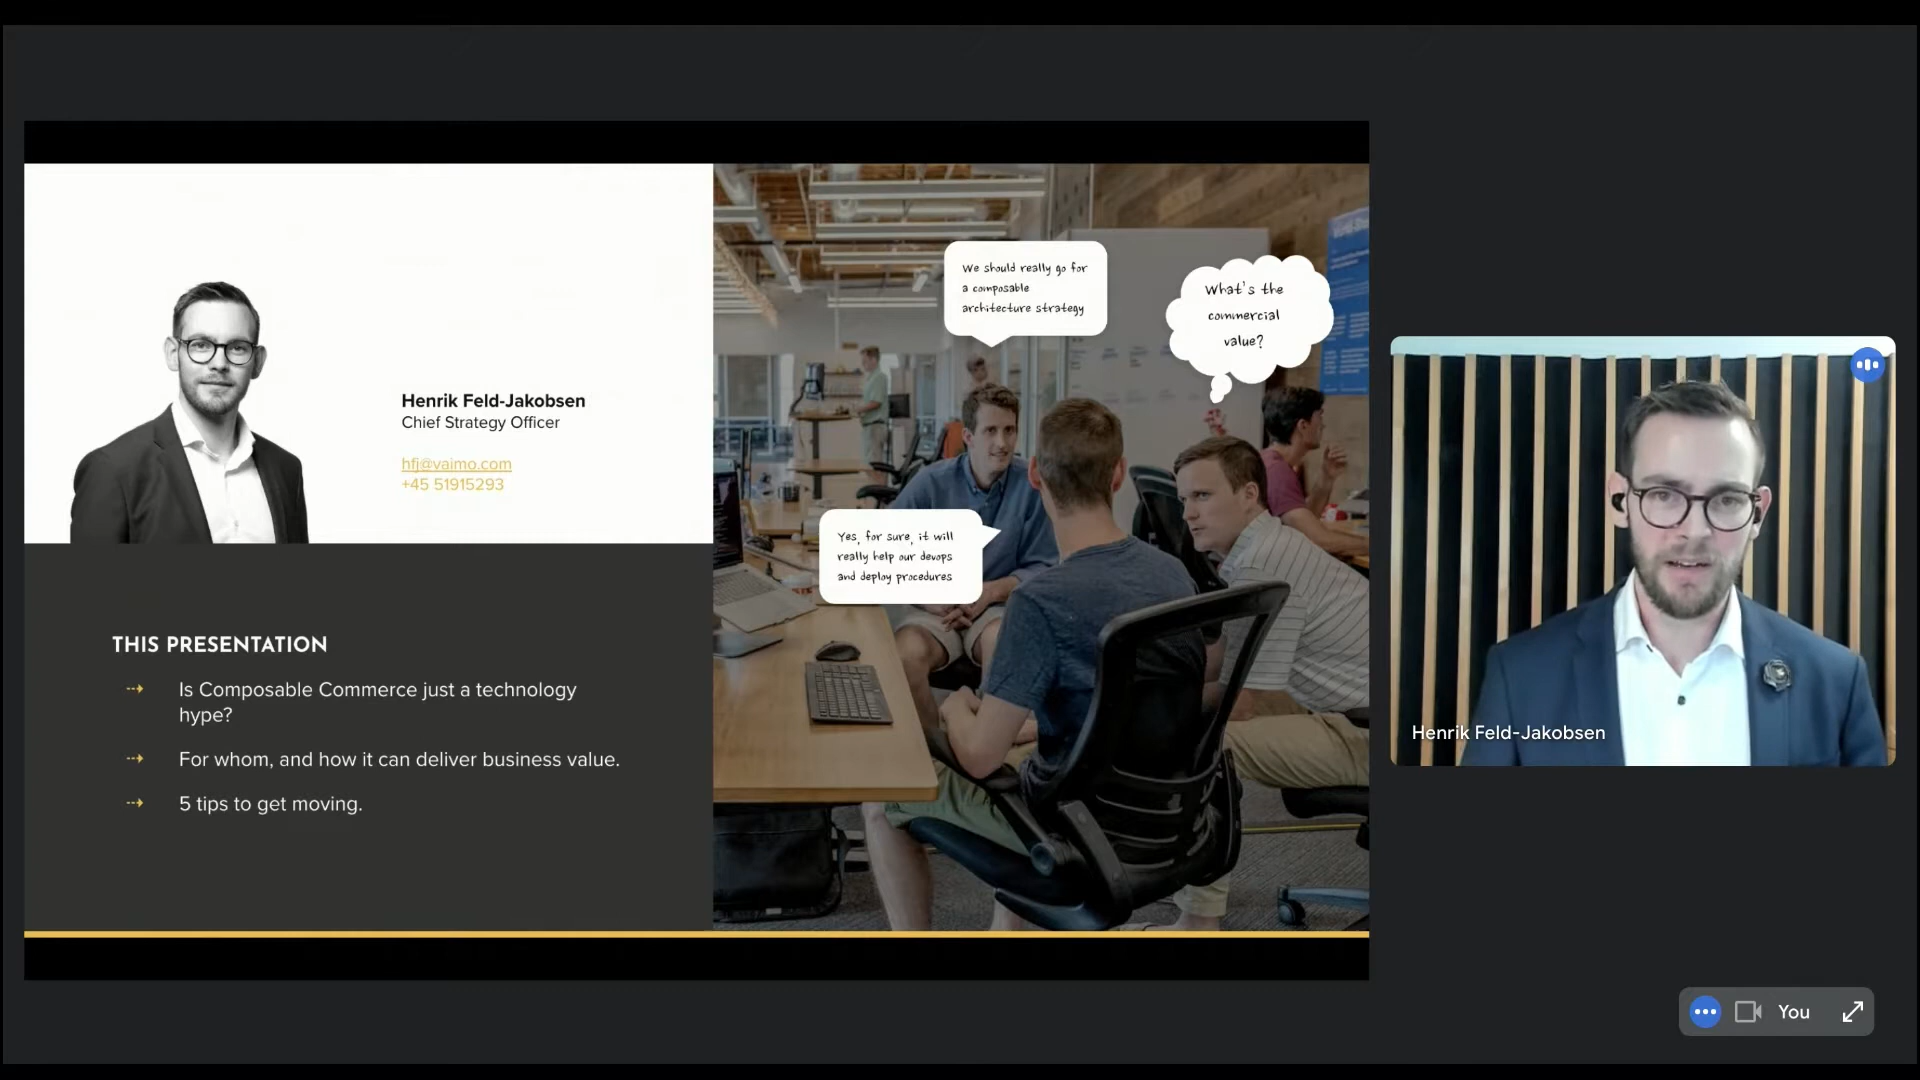 Henrik Feld-Jakobsen
Chief Strategy Officer
hfj@vaimo.com
+45 51915293
THIS PRESENTATION
Is Composable Commerce just a technology
hype?
For whom, and how it can deliver business value.
5 tips to get moving.
We should really go for
a composable
architecture strategy
What's the
commercial
value?
Yes, for sure, it will
really help our devops
and deploy procedures
Henrik Feld-Jakobsen
You